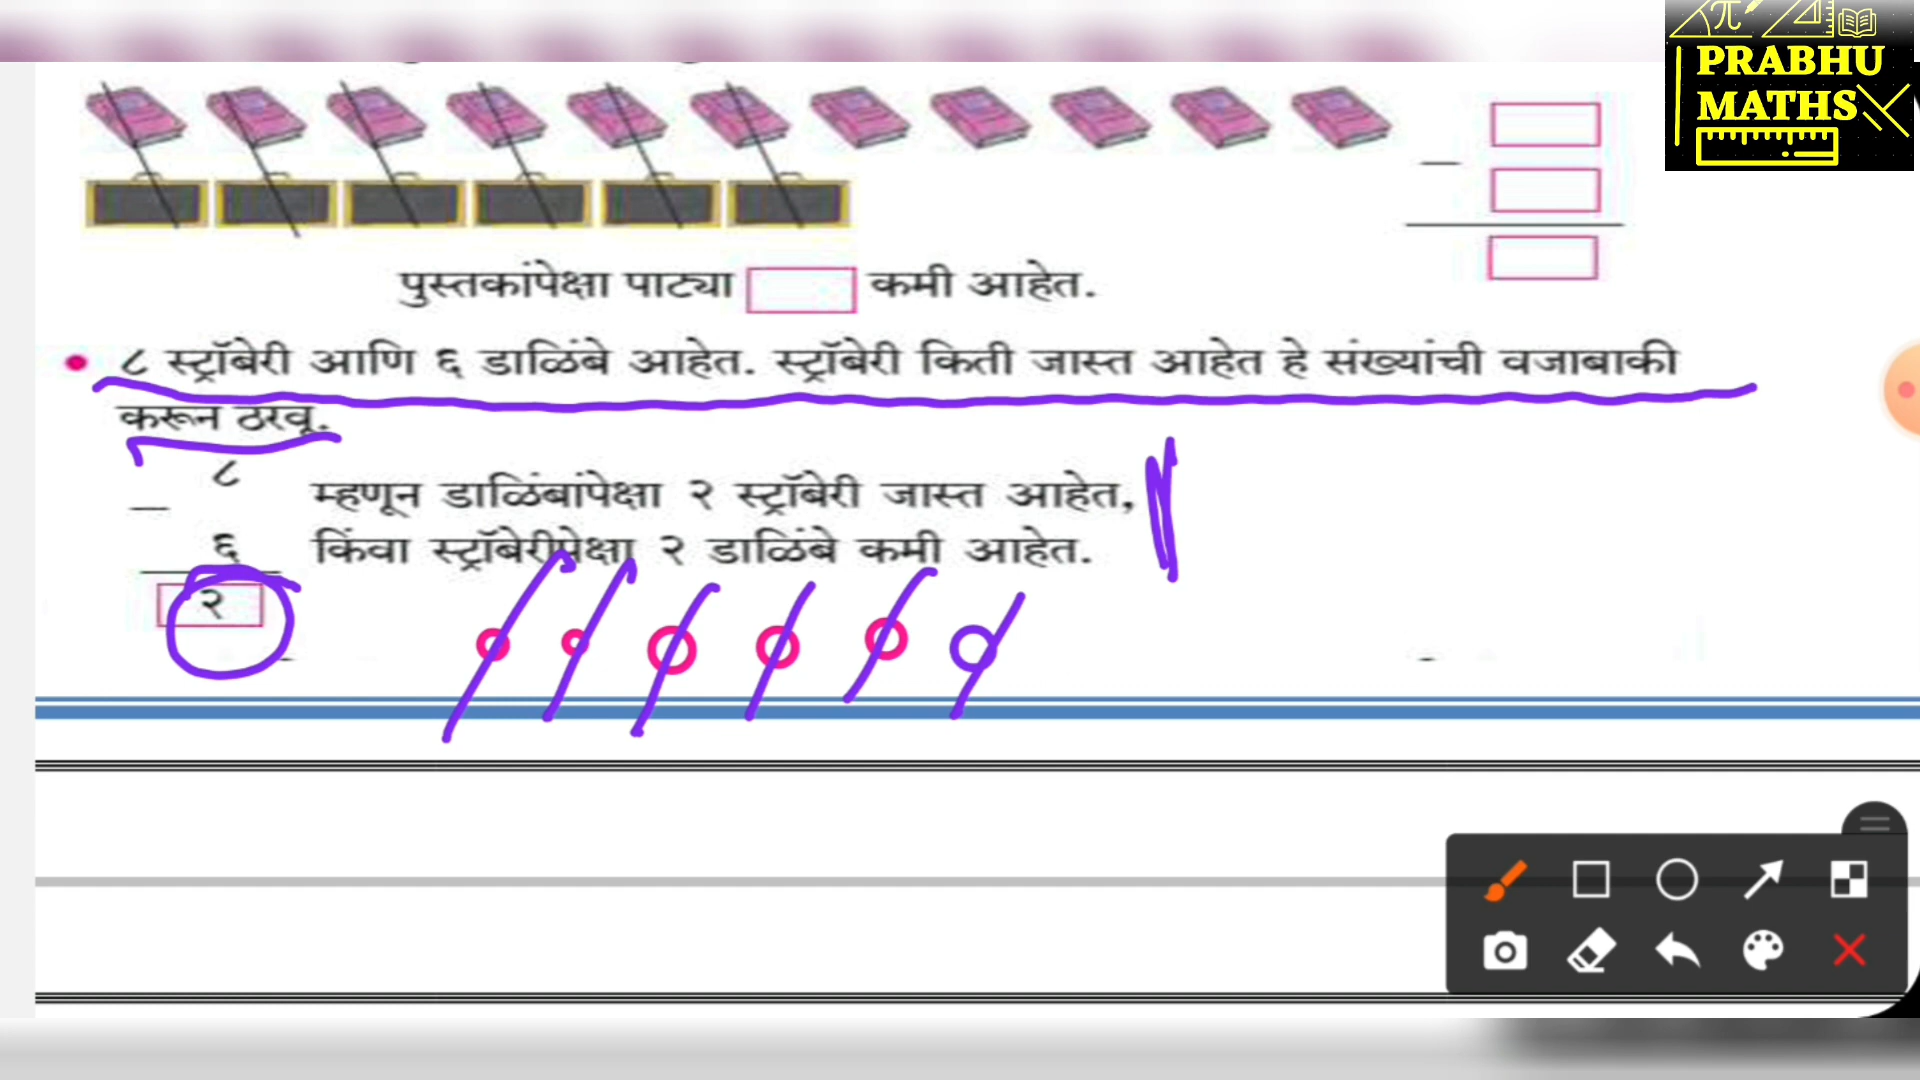 PRABHU
MATHS
पुस्तकांपेक्षा पाट्या कमी आहेत.
८ स्ट्रॉबेरी आणि ६ डाळिंबे आहेत. स्ट्रॉबेरी किती जास्त आहेत हे संख्यांची वजाबाकी
करून ठरवू.
८
म्हणून डाळिंबांपेक्षा २ स्ट्रॉबेरी जास्त आहेत,
– ६
किंवा स्ट्रॉबेरीपेक्षा २ डाळिंबे कमी आहेत.
२